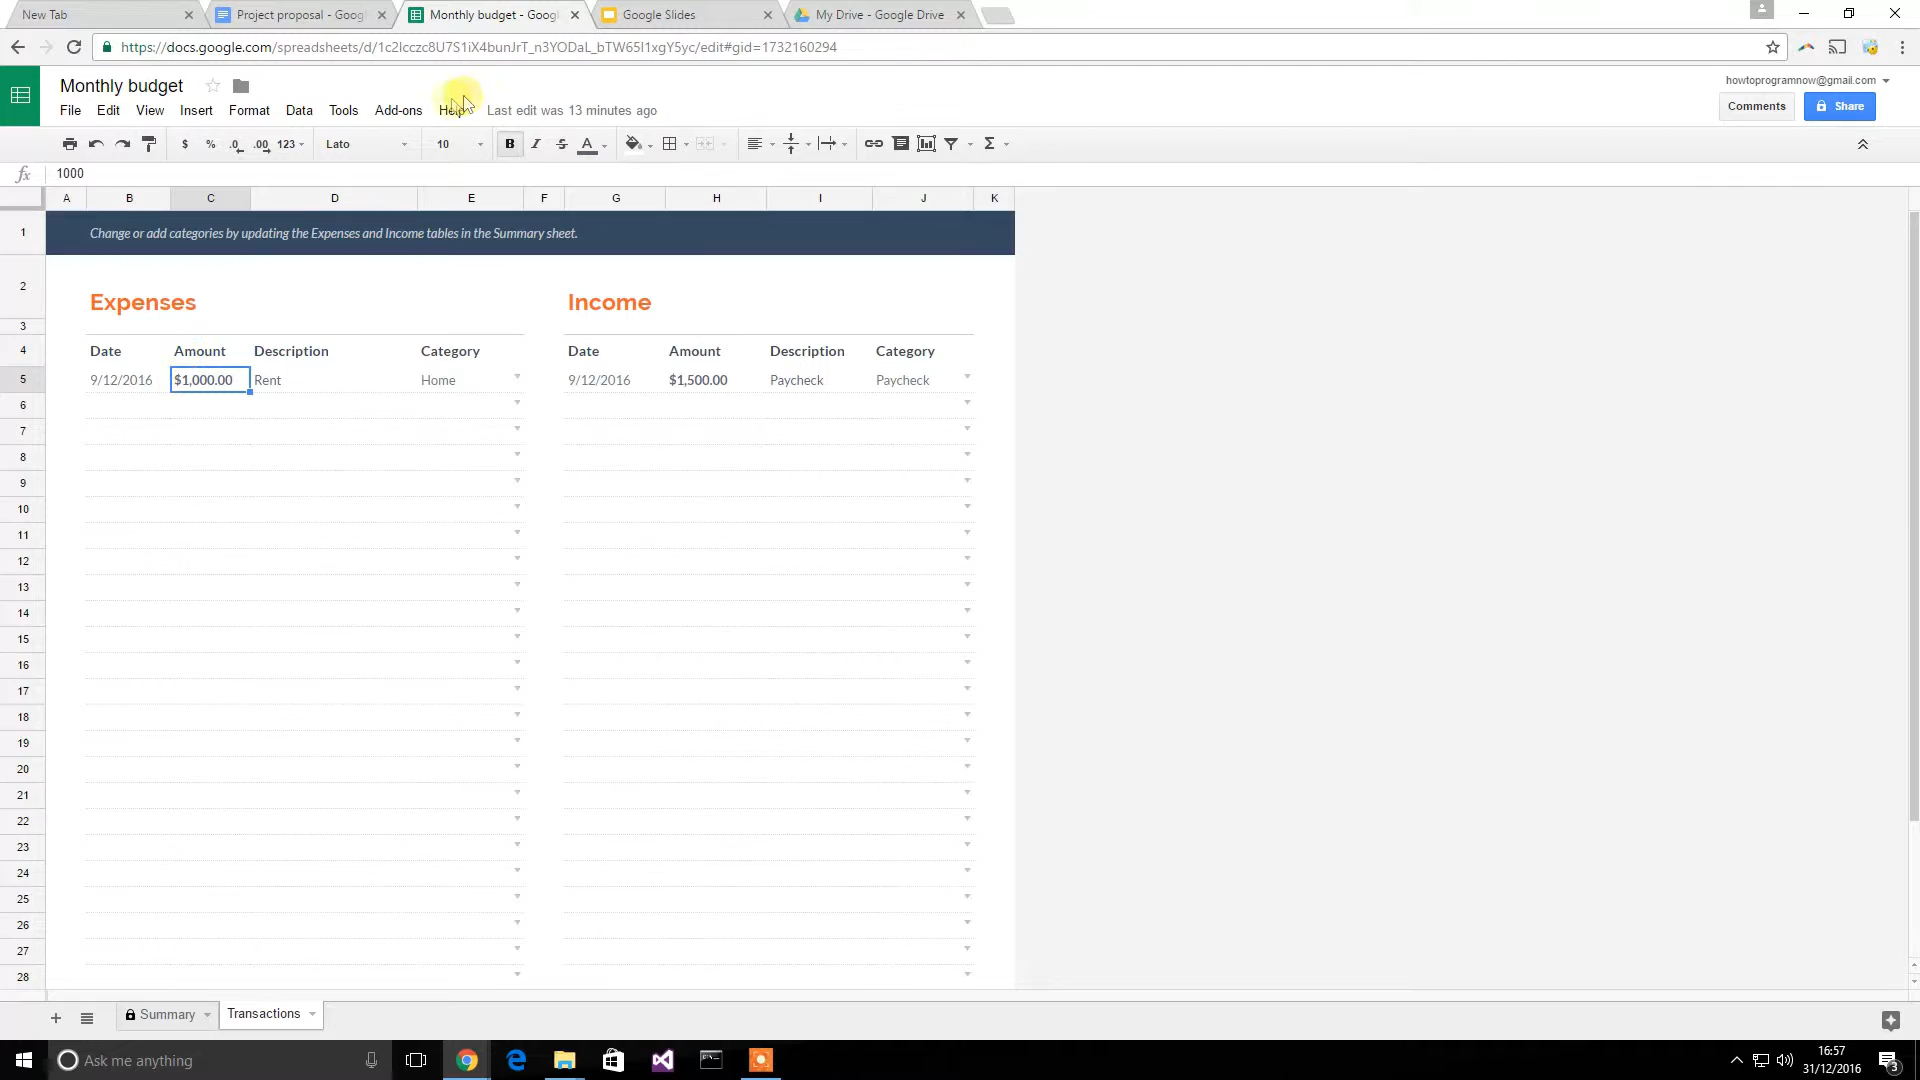 New Tab
Project proposal - Goog
Monthly budget - Goog
Google Slides
My Drive - Google Drive
https://docs.google.com/spreadsheets/d/1c2lcczc8U7S1iX4bunJrT_n3YODaL_bTW65I1xgY5yc/edit#gid=1732160294
Monthly budget
howtoprogramnow@gmail.com
File Edit View Insert Format Data Tools Add-ons Help Last edit was 13 minutes ago
Comments Share
$ % .0 .00 123 Lato 10 B I S A Σ
fx 1000
A B C D E F G H I J K
1 Change or add categories by updating the Expenses and Income tables in the Summary sheet.
2 Expenses Income
3
4 Date Amount Description Category Date Amount Description Category
5 9/12/2016 $1,000.00 Rent Home 9/12/2016 $1,500.00 Paycheck Paycheck
6
7
8
9
10
11
12
13
14
15
16
17
18
19
20
21
22
23
24
25
26
27
28
+ Summary Transactions
Ask me anything
16:57
31/12/2016
3